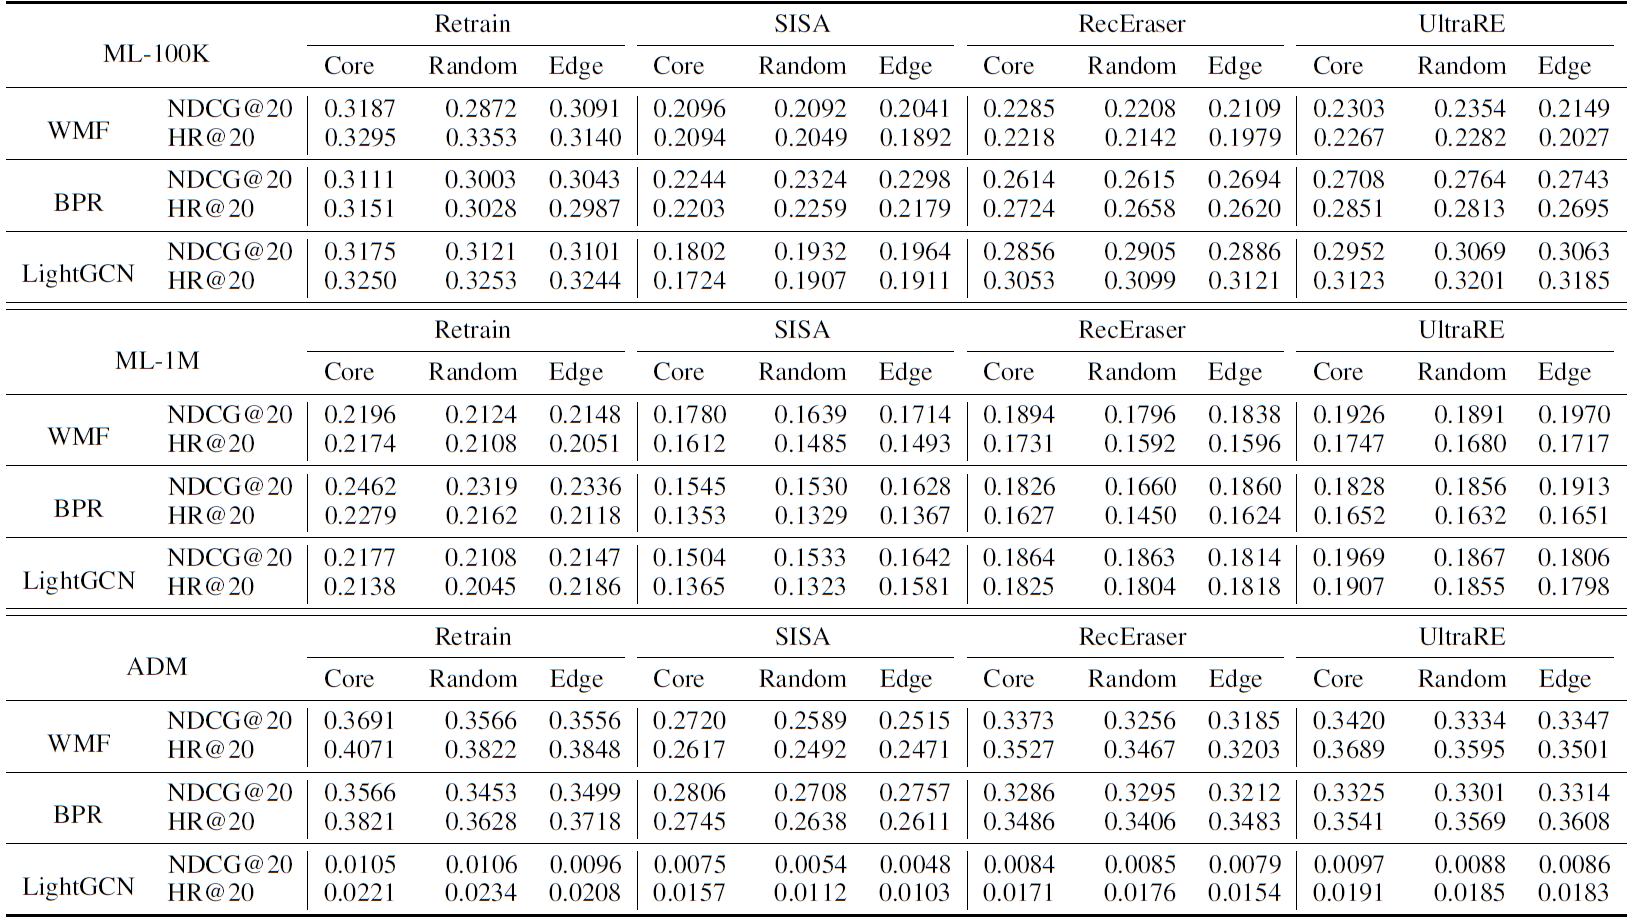 ML-100K Retrain SISA RecEraser UltraRE
Core Random Edge Core Random Edge Core Random Edge Core Random Edge
WMF NDCG@20 0.3187 0.2872 0.3091 0.2096 0.2092 0.2041 0.2285 0.2208 0.2109 0.2303 0.2354 0.2149
HR@20 0.3295 0.3353 0.3140 0.2094 0.2049 0.1892 0.2218 0.2142 0.1979 0.2267 0.2282 0.2027
BPR NDCG@20 0.3111 0.3003 0.3043 0.2244 0.2324 0.2298 0.2614 0.2615 0.2694 0.2708 0.2764 0.2743
HR@20 0.3151 0.3028 0.2987 0.2203 0.2259 0.2179 0.2724 0.2658 0.2620 0.2851 0.2813 0.2695
LightGCN NDCG@20 0.3175 0.3121 0.3101 0.1802 0.1932 0.1964 0.2856 0.2905 0.2886 0.2952 0.3069 0.3063
HR@20 0.3250 0.3253 0.3244 0.1724 0.1907 0.1911 0.3053 0.3099 0.3121 0.3123 0.3201 0.3185
ML-1M Retrain SISA RecEraser UltraRE
Core Random Edge Core Random Edge Core Random Edge Core Random Edge
WMF NDCG@20 0.2196 0.2124 0.2148 0.1780 0.1639 0.1714 0.1894 0.1796 0.1838 0.1926 0.1891 0.1970
HR@20 0.2174 0.2108 0.2051 0.1612 0.1485 0.1493 0.1731 0.1592 0.1596 0.1747 0.1680 0.1717
BPR NDCG@20 0.2462 0.2319 0.2336 0.1545 0.1530 0.1628 0.1826 0.1660 0.1860 0.1828 0.1856 0.1913
HR@20 0.2279 0.2162 0.2118 0.1353 0.1329 0.1367 0.1627 0.1450 0.1624 0.1652 0.1632 0.1651
LightGCN NDCG@20 0.2177 0.2108 0.2147 0.1504 0.1533 0.1642 0.1864 0.1863 0.1814 0.1969 0.1867 0.1806
HR@20 0.2138 0.2045 0.2186 0.1365 0.1323 0.1581 0.1825 0.1804 0.1818 0.1907 0.1855 0.1798
ADM Retrain SISA RecEraser UltraRE
Core Random Edge Core Random Edge Core Random Edge Core Random Edge
WMF NDCG@20 0.3691 0.3566 0.3556 0.2720 0.2589 0.2515 0.3373 0.3256 0.3185 0.3420 0.3334 0.3347
HR@20 0.4071 0.3822 0.3848 0.2617 0.2492 0.2471 0.3527 0.3467 0.3203 0.3689 0.3595 0.3501
BPR NDCG@20 0.3566 0.3453 0.3499 0.2806 0.2708 0.2757 0.3286 0.3295 0.3212 0.3325 0.3301 0.3314
HR@20 0.3821 0.3628 0.3718 0.2745 0.2638 0.2611 0.3486 0.3406 0.3483 0.3541 0.3569 0.3608
LightGCN NDCG@20 0.0105 0.0106 0.0096 0.0075 0.0054 0.0048 0.0084 0.0085 0.0079 0.0097 0.0088 0.0086
HR@20 0.0221 0.0234 0.0208 0.0157 0.0112 0.0103 0.0171 0.0176 0.0154 0.0191 0.0185 0.0183